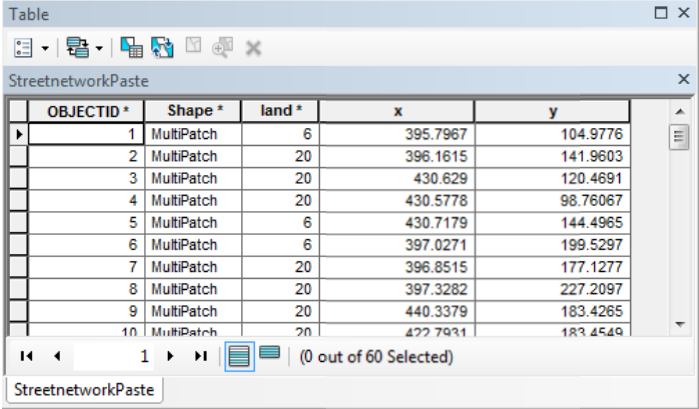 Table
StreetnetworkPaste
OBJECTID * Shape * land * x y
1 MultiPatch 6 395.7967 104.9776
2 MultiPatch 20 396.1615 141.9603
3 MultiPatch 20 430.629 120.4691
4 MultiPatch 20 430.5778 98.76067
5 MultiPatch 6 430.7179 144.4965
6 MultiPatch 6 397.0271 199.5297
7 MultiPatch 20 396.8515 177.1277
8 MultiPatch 20 397.3282 227.2097
9 MultiPatch 20 440.3379 183.4265
10 MultiPatch 20 422.7931 183.4549
1 (0 out of 60 Selected)
StreetnetworkPaste